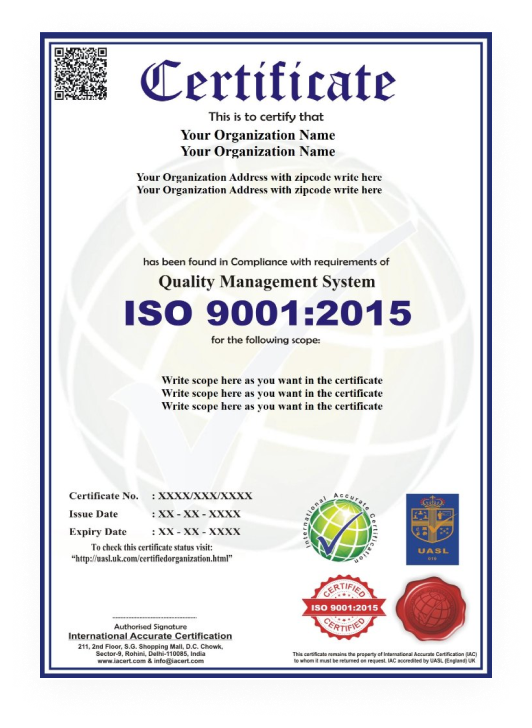 Certificate
This is to certify that
Your Organization Name
Your Organization Name
Your Organization Address with zipcode write here
Your Organization Address with zipcode write here
has been found in Compliance with requirements of
Quality Management System
ISO 9001:2015
for the following scope:
Write scope here as you want in the certificate
Write scope here as you want in the certificate
Write scope here as you want in the certificate
Certificate No. : XXXX/XXX/XXXX
Issue Date : XX - XX - XXXX
Expiry Date : XX - XX - XXXX
To check this certificate status visit:
“http://uasl.uk.com/certifiedorganization.html”
International Accurate Certification
UASL
CERTIFIED
ISO 9001:2015
CERTIFIED
Authorised Signature
International Accurate Certification
211, 2nd Floor, S.G. Shopping Mall, D.C. Chowk,
Sector-9, Rohini, Delhi-110085, India
www.iacert.com & info@iacert.com
This certificate remains the property of International Accurate Certification (IAC)
to whom it must be returned on request. IAC accredited by UASL (England) UK